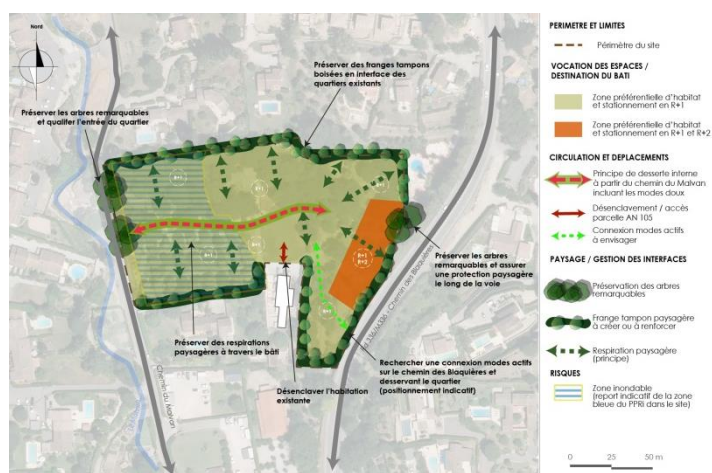 Nord
Préserver des franges tampons
boisées en interface des
quartiers existants
Préserver les arbres remarquables
et qualifer l'entrée du quartier
R+1
R+1
R+1
R+2
Préserver les arbres
remarquables et assurer
une protection paysagère
le long de la voie
Préserver des respirations
paysagères à travers le bâti
Désenclaver l'habitation
existante
Rechercher une connexion modes actifs
sur le chemin des Blaquières et
desservant le quartier
(positionnement indicatif)
Chemin du Malvan
Chemin des Blaquières
PERIMETRE ET LIMITES
Périmètre du site
VOCATION DES ESPACES /
DESTINATION DU BATI
Zone préférentielle d'habitat
et stationnement en R+1
Zone préférentielle d'habitat
et stationnement en R+1 et R+2
CIRCULATION ET DEPLACEMENTS
Principe de desserte interne
à partir du chemin du Malvan
incluant les modes doux
Désenclavement / accès
parcelle AN 105
Connexion modes actifs
à envisager
PAYSAGE / GESTION DES INTERFACES
Préservation des arbres
remarquables
Frange tampon paysagère
à créer ou à renforcer
Respiration paysagère
(principe)
RISQUES
Zone inondable
(report indicatif de la zone
bleue du PPRi dans le site)
0 25 50 m